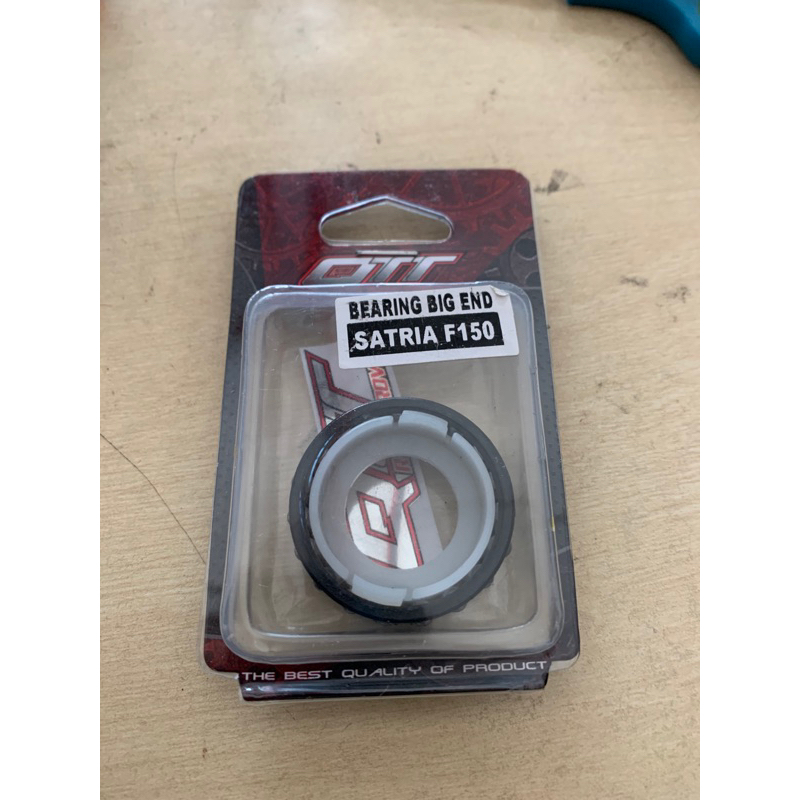 BEARING BIG END
SATRIA F150
THE BEST QUALITY OF PRODUCT